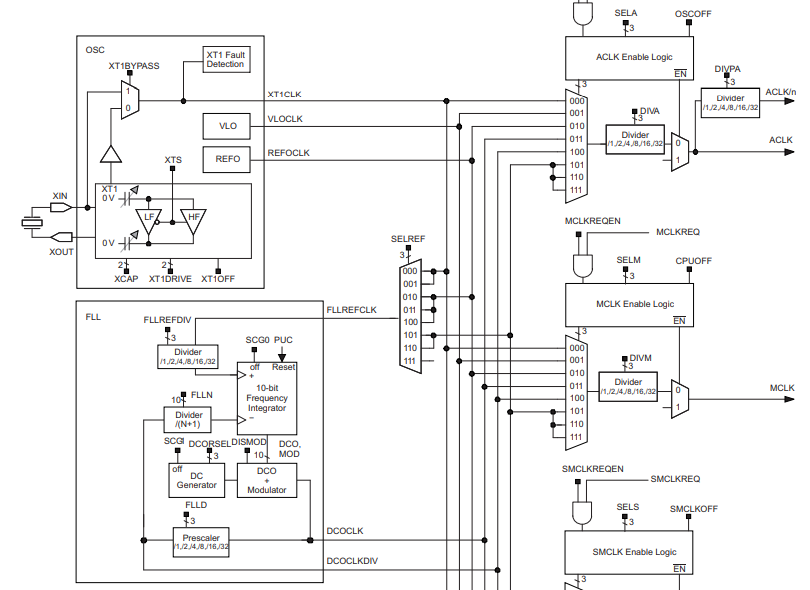 SELA
OSCOFF
3
OSC
ACLK Enable Logic
EN
XT1 Fault
Detection
XT1BYPASS
1
0
XT1CLK
3
DIVPA
3
Divider
/1,/2,/4,/8,/16,/32
ACLK/n
000
001
010
011
100
101
110
111
DIVA
3
Divider
/1,/2,/4,/8,/16,/32
0
1
ACLK
VLO
VLOCLK
REFO
REFOCLK
XTS
XT1
0 V
LF
HF
0 V
XIN
XOUT
2
XCAP
2
XT1DRIVE
XT1OFF
MCLKREQEN
MCLKREQ
SELM
3
CPUOFF
MCLK Enable Logic
EN
3
SELREF
3
000
001
010
011
100
101
110
111
FLL
FLLREFCLK
FLLREFDIV
3
Divider
/1,/2,/4,/8,/16,/32
SCG0
PUC
off
Reset
+
10-bit
Frequency
Integrator
−
FLLN
10
Divider
/(N+1)
000
001
010
011
100
101
110
111
DIVM
3
Divider
/1,/2,/4,/8,/16,/32
0
1
MCLK
SCG1
DCORSEL
3
DISMOD
10
DCO,
MOD
off
DC
Generator
DCO
+
Modulator
FLLD
3
Prescaler
/1,/2,/4,/8,/16,/32
DCOCLK
DCOCLKDIV
SMCLKREQEN
SMCLKREQ
SELS
3
SMCLKOFF
SMCLK Enable Logic
EN
3